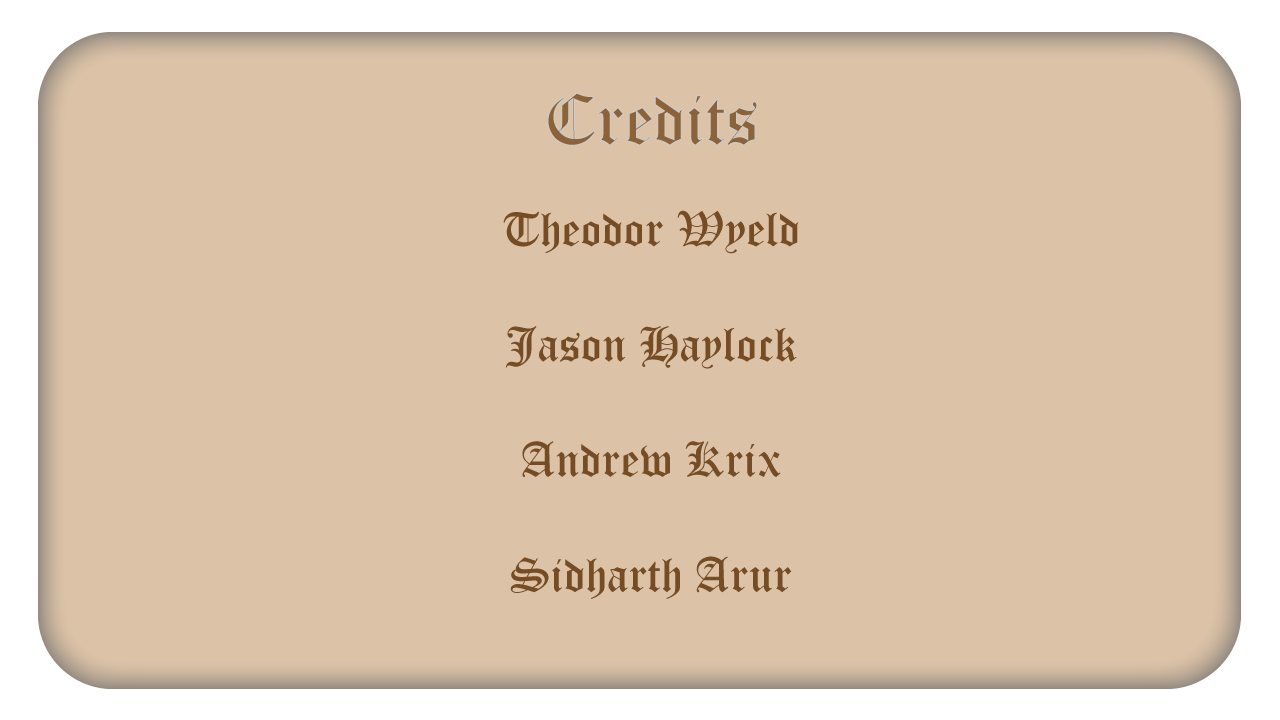 Credits
Theodor Wyeld
Jason Haylock
Andrew Krix
Sidharth Arur